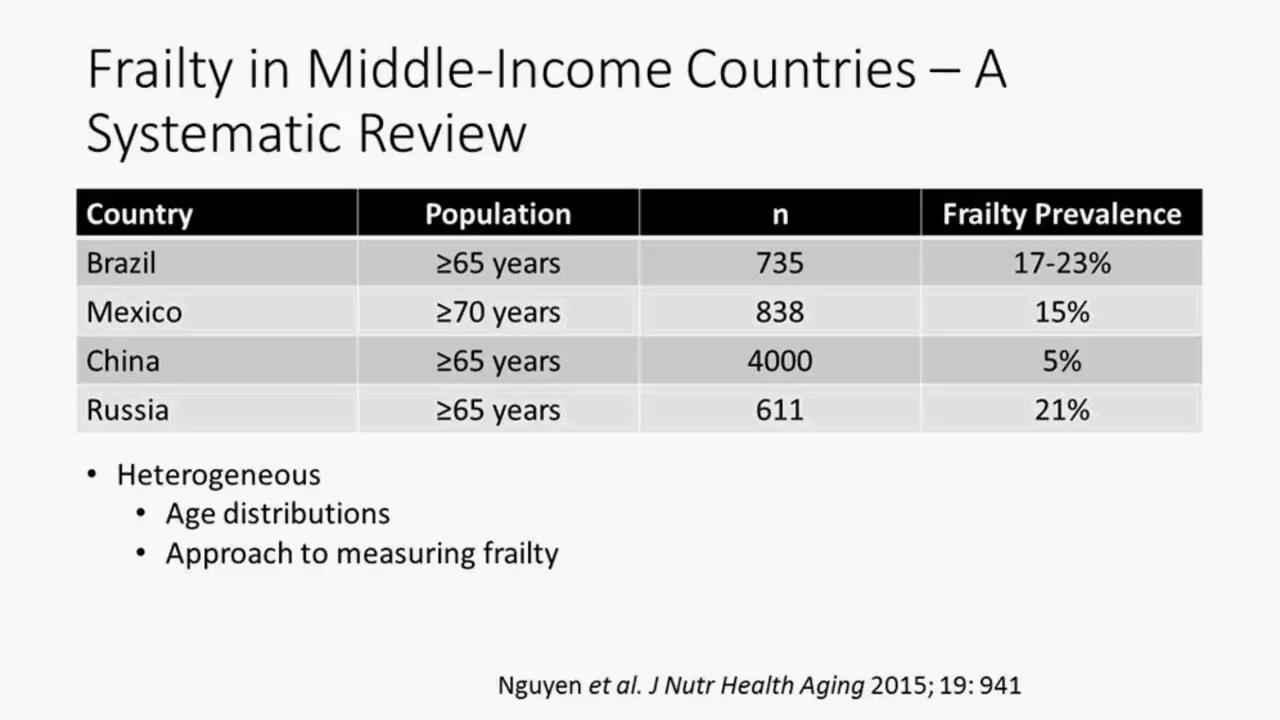 Frailty in Middle-Income Countries – A
Systematic Review
Country Population n Frailty Prevalence
Brazil ≥65 years 735 17-23%
Mexico ≥70 years 838 15%
China ≥65 years 4000 5%
Russia ≥65 years 611 21%
• Heterogeneous
• Age distributions
• Approach to measuring frailty
Nguyen et al. J Nutr Health Aging 2015; 19: 941